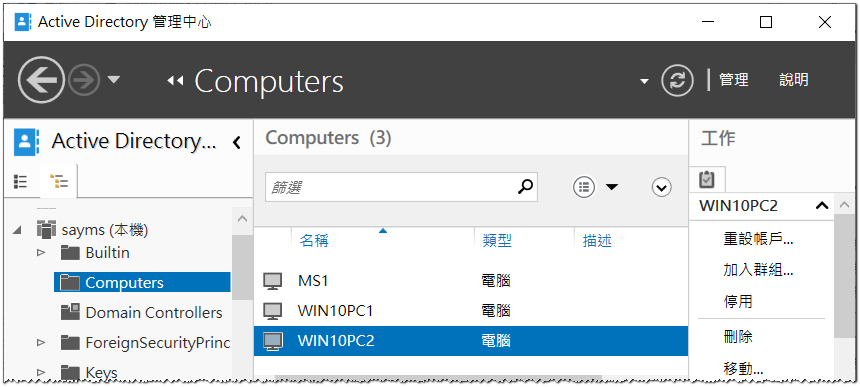 Active Directory 管理中心
Computers
管理
說明
Active Directory...
sayms (本機)
Builtin
Computers
Domain Controllers
ForeignSecurityPrinc
Keys
Computers (3)
篩選
名稱 類型 描述
MS1 電腦
WIN10PC1 電腦
WIN10PC2 電腦
工作
WIN10PC2
重設帳戶...
加入群組...
停用
刪除
移動...